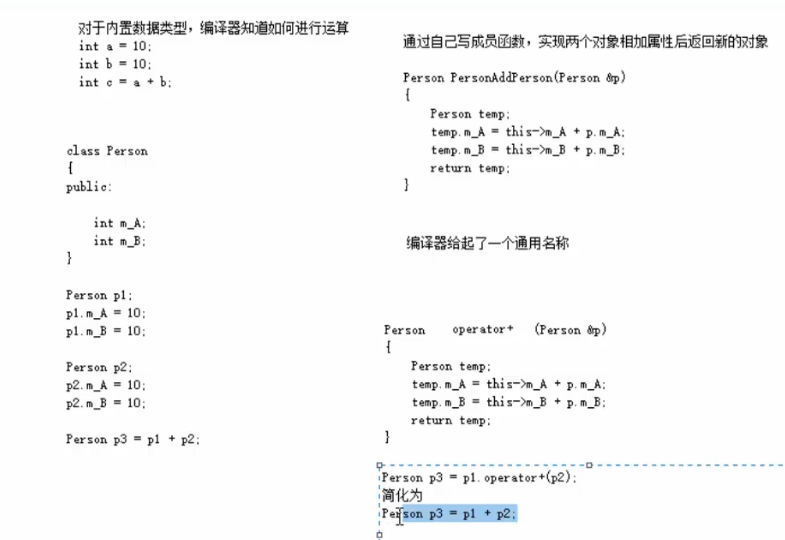 对于内置数据类型，编译器知道如何进行运算
int a = 10;
int b = 10;
int c = a + b;
class Person
{
public:
int m_A;
int m_B;
}
Person p1;
p1.m_A = 10;
p1.m_B = 10;
Person p2;
p2.m_A = 10;
p2.m_B = 10;
Person p3 = p1 + p2;
通过自己写成员函数，实现两个对象相加属性后返回新的对象
Person PersonAddPerson(Person &p)
{
Person temp;
temp.m_A = this->m_A + p.m_A;
temp.m_B = this->m_B + p.m_B;
return temp;
}
编译器给起了一个通用名称
Person operator+ (Person &p)
{
Person temp;
temp.m_A = this->m_A + p.m_A;
temp.m_B = this->m_B + p.m_B;
return temp;
}
Person p3 = p1.operator+(p2);
简化为
Person p3 = p1 + p2;